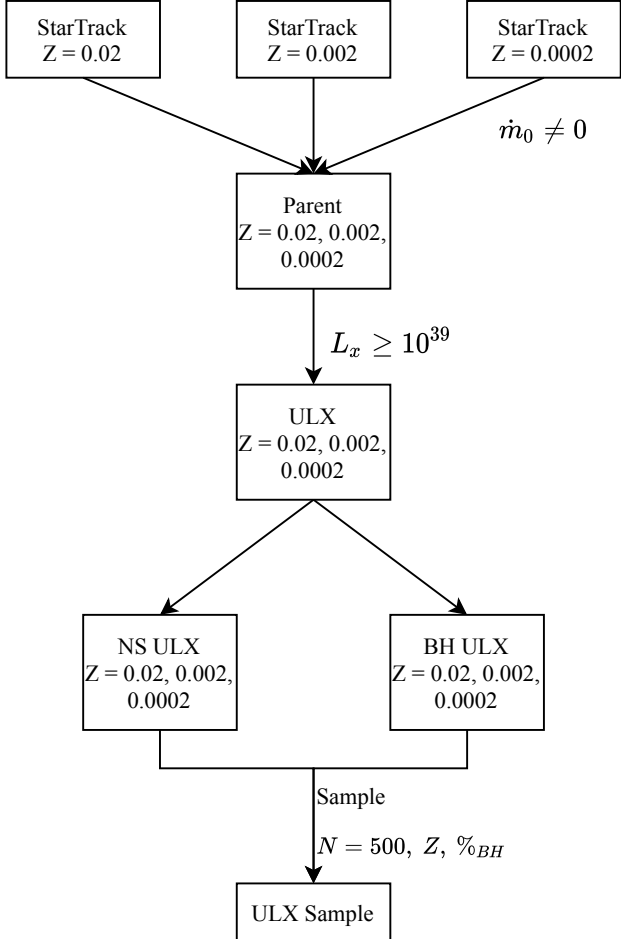 StarTrack
Z = 0.02
StarTrack
Z = 0.002
StarTrack
Z = 0.0002
ṁ₀ ≠ 0
Parent
Z = 0.02, 0.002,
0.0002
Lₓ ≥ 10³⁹
ULX
Z = 0.02, 0.002,
0.0002
NS ULX
Z = 0.02, 0.002,
0.0002
BH ULX
Z = 0.02, 0.002,
0.0002
Sample
N = 500, Z, %_{BH}
ULX Sample